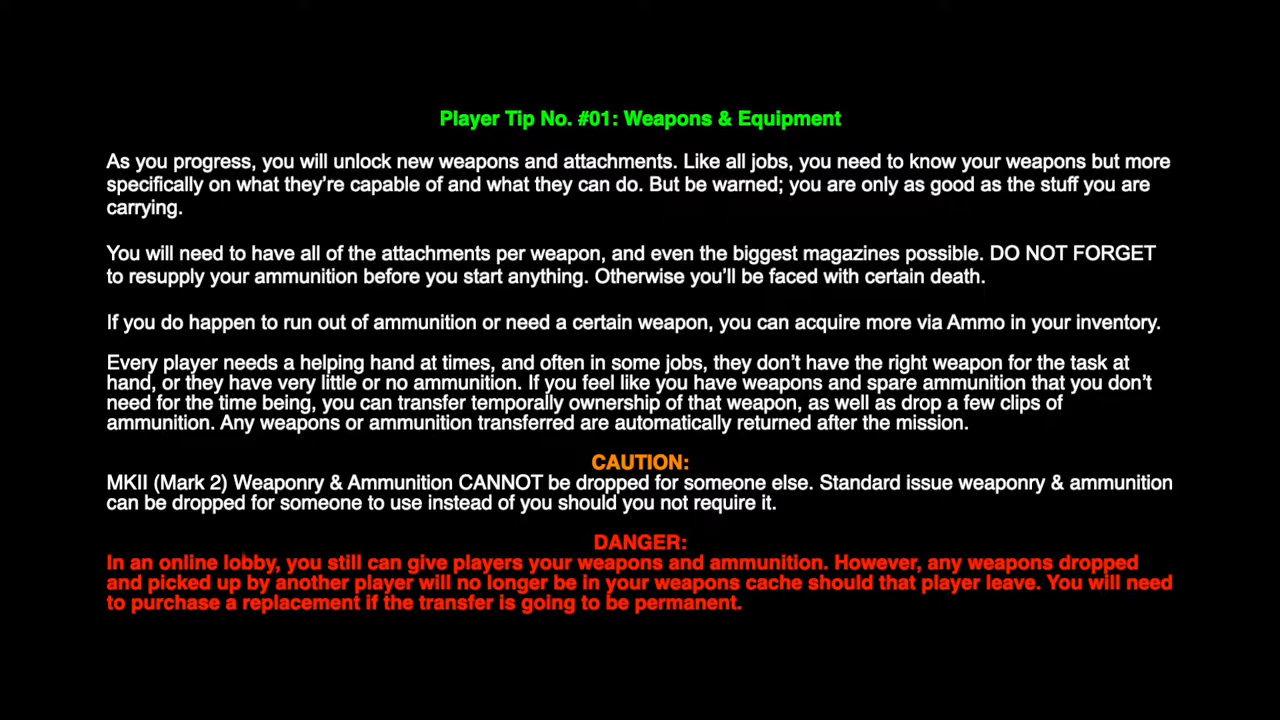 Player Tip No. #01: Weapons & Equipment
As you progress, you will unlock new weapons and attachments. Like all jobs, you need to know your weapons but more
specifically on what they’re capable of and what they can do. But be warned; you are only as good as the stuff you are
carrying.
You will need to have all of the attachments per weapon, and even the biggest magazines possible. DO NOT FORGET
to resupply your ammunition before you start anything. Otherwise you’ll be faced with certain death.
If you do happen to run out of ammunition or need a certain weapon, you can acquire more via Ammo in your inventory.
Every player needs a helping hand at times, and often in some jobs, they don’t have the right weapon for the task at
hand, or they have very little or no ammunition. If you feel like you have weapons and spare ammunition that you don’t
need for the time being, you can transfer temporally ownership of that weapon, as well as drop a few clips of
ammunition. Any weapons or ammunition transferred are automatically returned after the mission.
CAUTION:
MKII (Mark 2) Weaponry & Ammunition CANNOT be dropped for someone else. Standard issue weaponry & ammunition
can be dropped for someone to use instead of you should you not require it.
DANGER:
In an online lobby, you still can give players your weapons and ammunition. However, any weapons dropped
and picked up by another player will no longer be in your weapons cache should that player leave. You will need
to purchase a replacement if the transfer is going to be permanent.